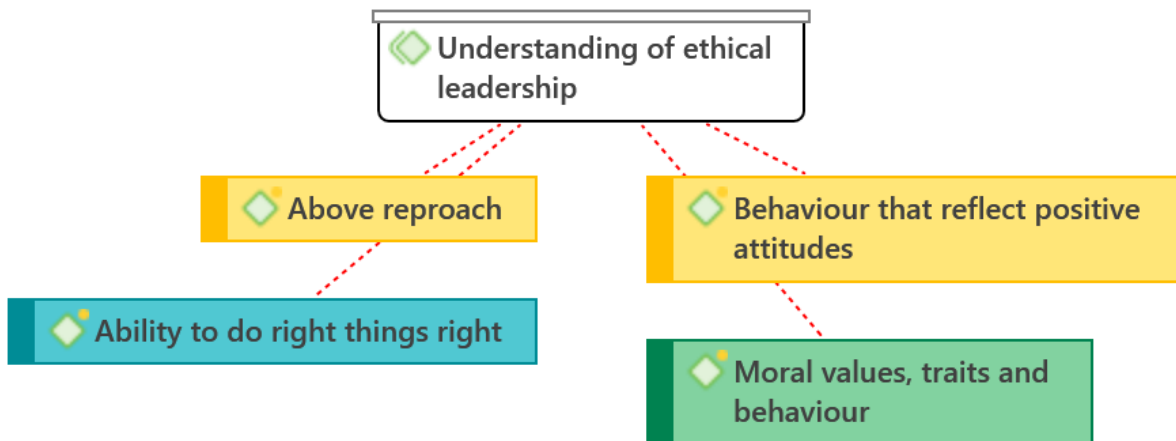 Understanding of ethical
leadership
Above reproach
Behaviour that reflect positive
attitudes
Ability to do right things right
Moral values, traits and
behaviour